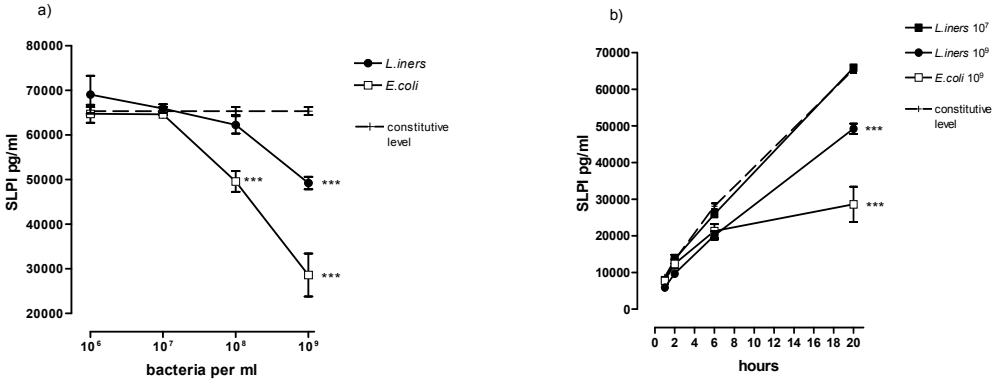 a)
80000
70000
60000
50000
40000
30000
20000
SLPI pg/ml
10⁶ 10⁷ 10⁸ 10⁹
bacteria per ml
***
***
***
L.iners
E.coli
constitutive
level
b)
70000
60000
50000
40000
30000
20000
10000
0
SLPI pg/ml
0 2 4 6 8 10 12 14 16 18 20
hours
***
***
L.iners 10⁷
L.iners 10⁹
E.coli 10⁹
constitutive
level